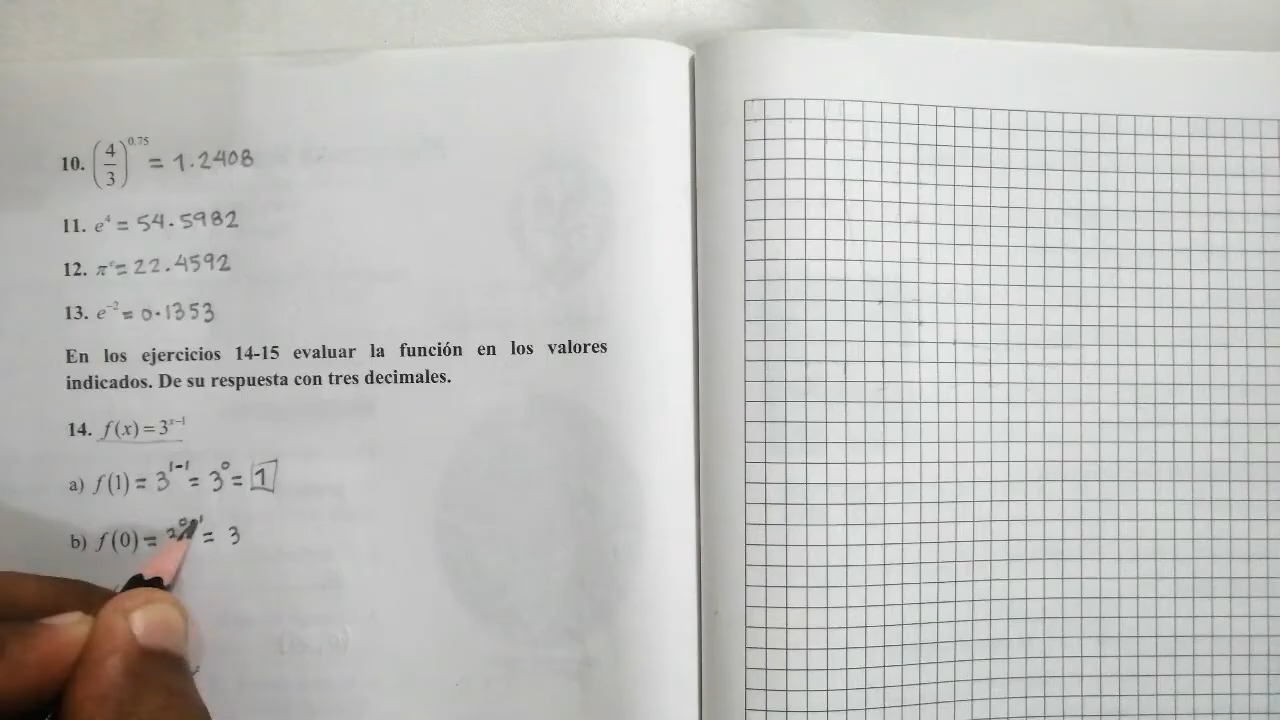 10. (4/3)^0.75 = 1.2408
11. e^4 = 54.5982
12. π^e = 22.4592
13. e^-2 = 0.1353
En los ejercicios 14-15 evaluar la función en los valores
indicados. De su respuesta con tres decimales.
14. f(x) = 3^x-1
a) f(1) = 3^1-1 = 3^0 = 1
b) f(0) = = 3